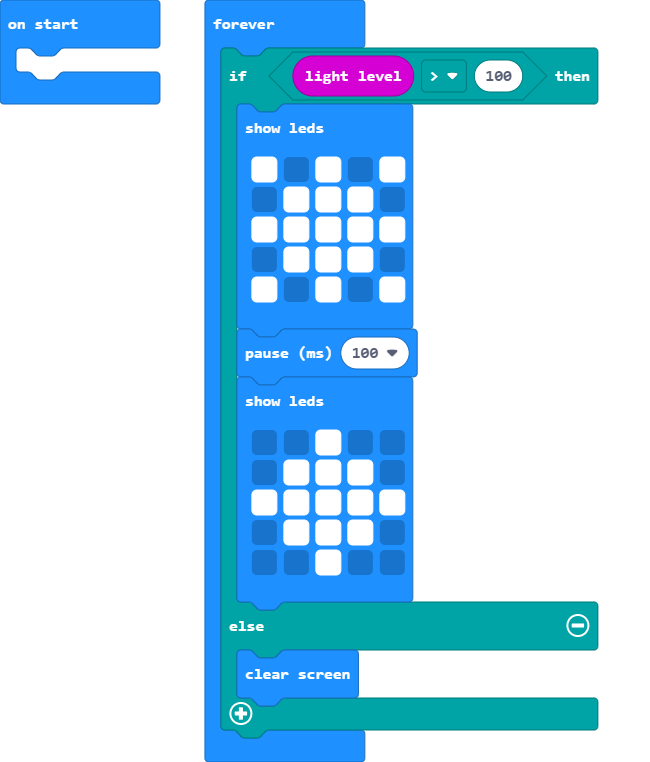 on start
forever
if light level > 100 then
show leds
pause (ms) 100
show leds
else
clear screen